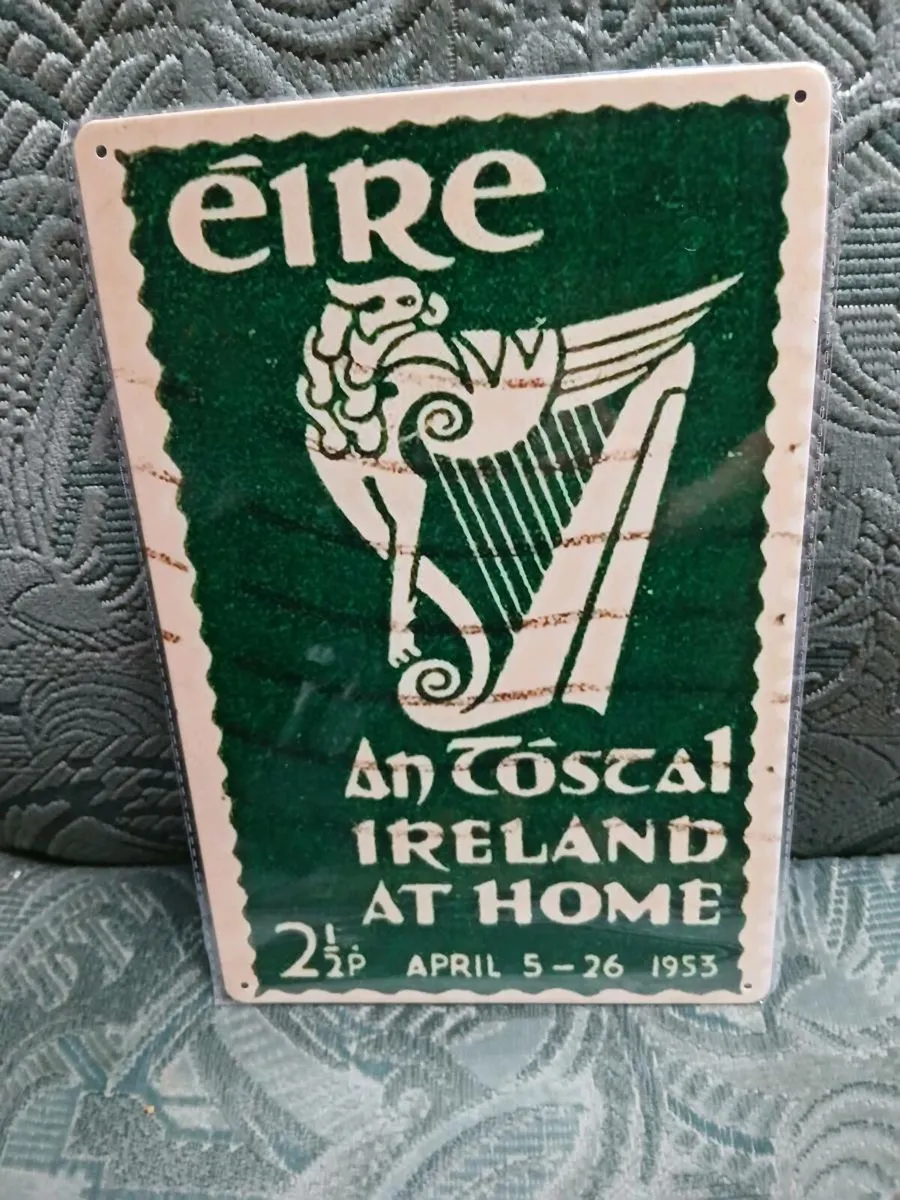 éire
An Tóstal
IRELAND
AT HOME
2½p APRIL 5-26 1953